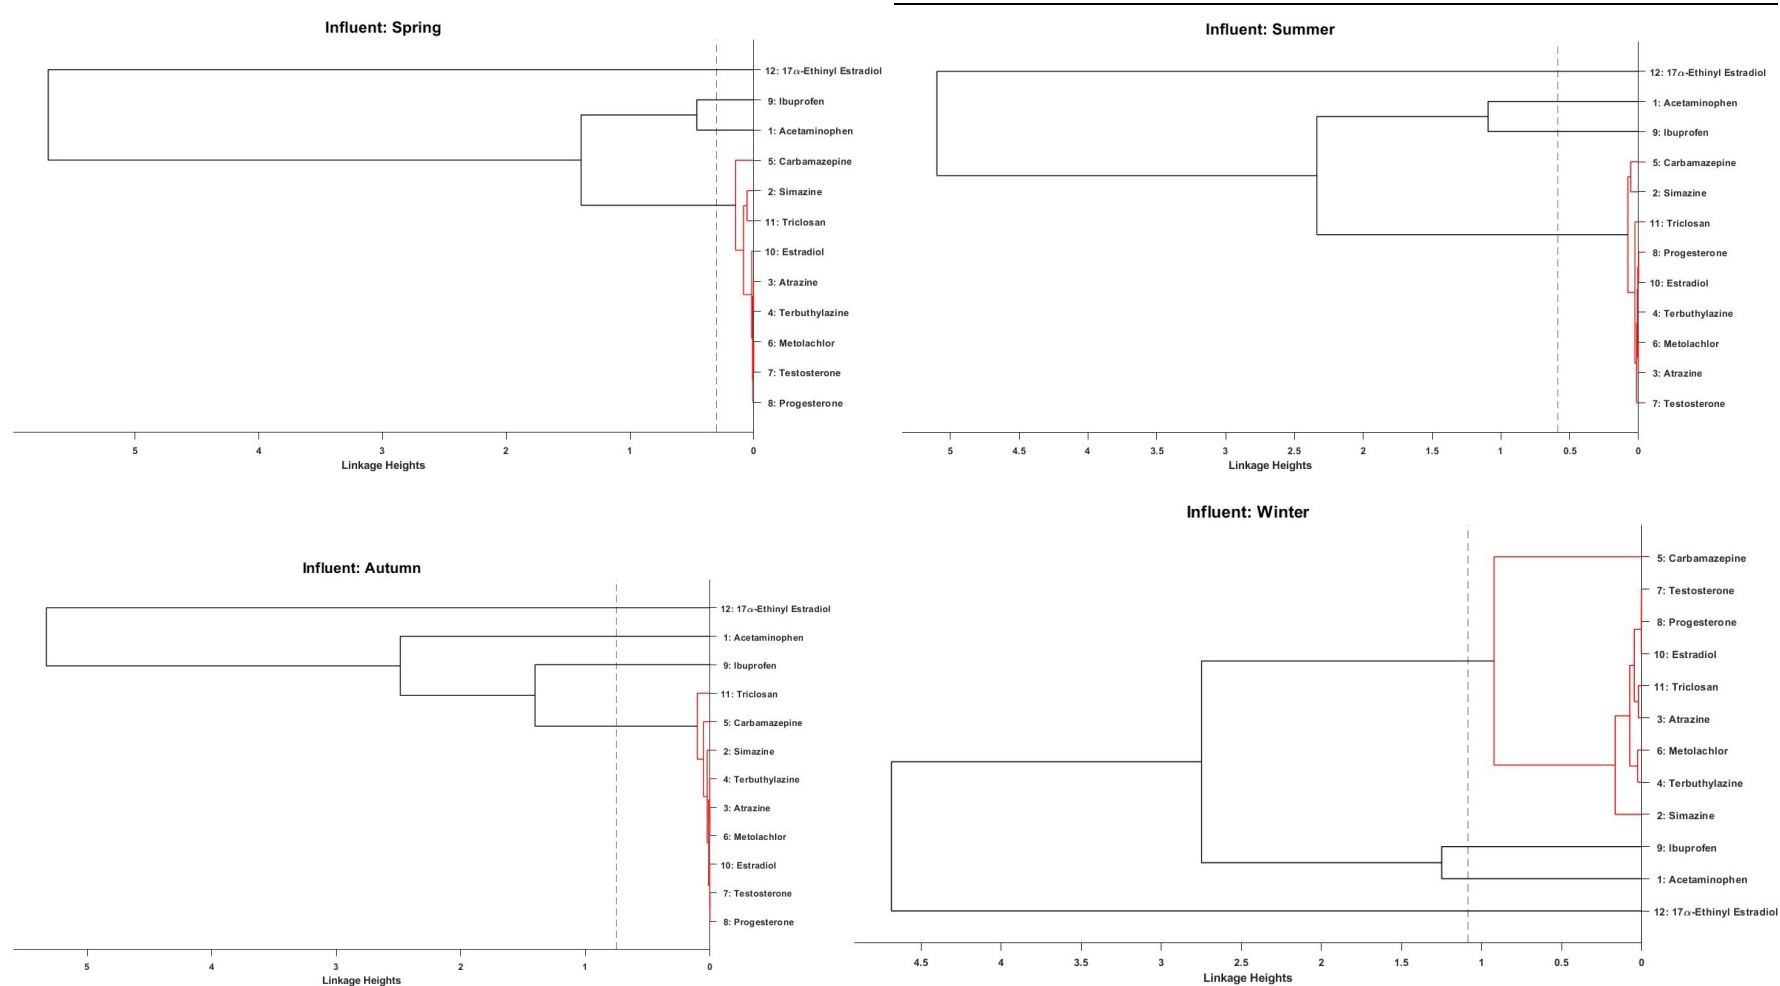 Influent: Spring
12: 17α-Ethinyl Estradiol
9: Ibuprofen
1: Acetaminophen
5: Carbamazepine
2: Simazine
11: Triclosan
10: Estradiol
3: Atrazine
4: Terbuthylazine
6: Metolachlor
7: Testosterone
8: Progesterone
5 4 3 2 1 0
Linkage Heights
Influent: Summer
12: 17α-Ethinyl Estradiol
1: Acetaminophen
9: Ibuprofen
5: Carbamazepine
2: Simazine
11: Triclosan
8: Progesterone
10: Estradiol
4: Terbuthylazine
6: Metolachlor
3: Atrazine
7: Testosterone
5 4.5 4 3.5 3 2.5 2 1.5 1 0.5 0
Linkage Heights
Influent: Autumn
12: 17α-Ethinyl Estradiol
1: Acetaminophen
9: Ibuprofen
11: Triclosan
5: Carbamazepine
2: Simazine
4: Terbuthylazine
3: Atrazine
6: Metolachlor
10: Estradiol
7: Testosterone
8: Progesterone
5 4 3 2 1 0
Linkage Heights
Influent: Winter
5: Carbamazepine
7: Testosterone
8: Progesterone
10: Estradiol
11: Triclosan
3: Atrazine
6: Metolachlor
4: Terbuthylazine
2: Simazine
9: Ibuprofen
1: Acetaminophen
12: 17α-Ethinyl Estradiol
4.5 4 3.5 3 2.5 2 1.5 1 0.5 0
Linkage Heights